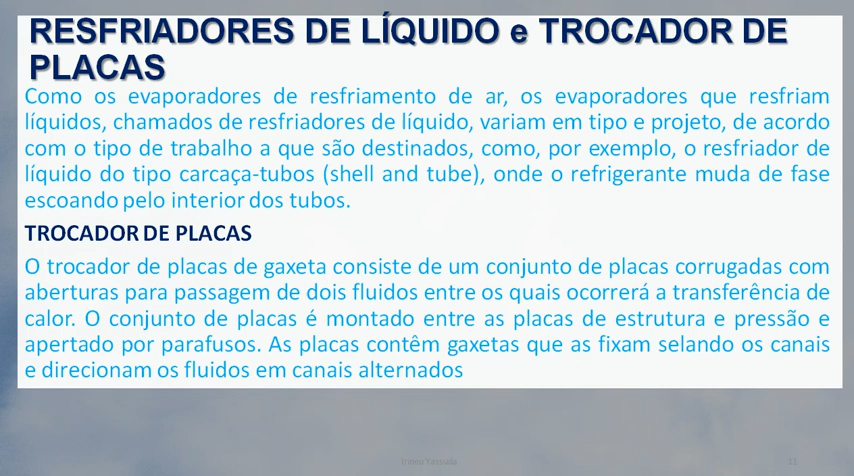 RESFRIADORES DE LÍQUIDO e TROCADOR DE
PLACAS
Como os evaporadores de resfriamento de ar, os evaporadores que resfriam
líquidos, chamados de resfriadores de líquido, variam em tipo e projeto, de acordo
com o tipo de trabalho a que são destinados, como, por exemplo, o resfriador de
líquido do tipo carcaça-tubos (shell and tube), onde o refrigerante muda de fase
escoando pelo interior dos tubos.
TROCADOR DE PLACAS
O trocador de placas de gaxeta consiste de um conjunto de placas corrugadas com
aberturas para passagem de dois fluidos entre os quais ocorrerá a transferência de
calor. O conjunto de placas é montado entre as placas de estrutura e pressão e
apertado por parafusos. As placas contêm gaxetas que as fixam selando os canais
e direcionam os fluidos em canais alternados